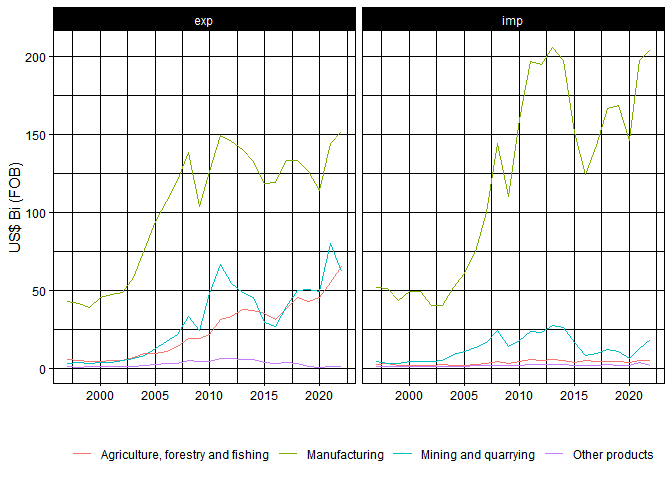 exp
imp
US$ Bi (FOB)
200
150
100
50
0
2000 2005 2010 2015 2020
2000 2005 2010 2015 2020
Agriculture, forestry and fishing Manufacturing Mining and quarrying Other products